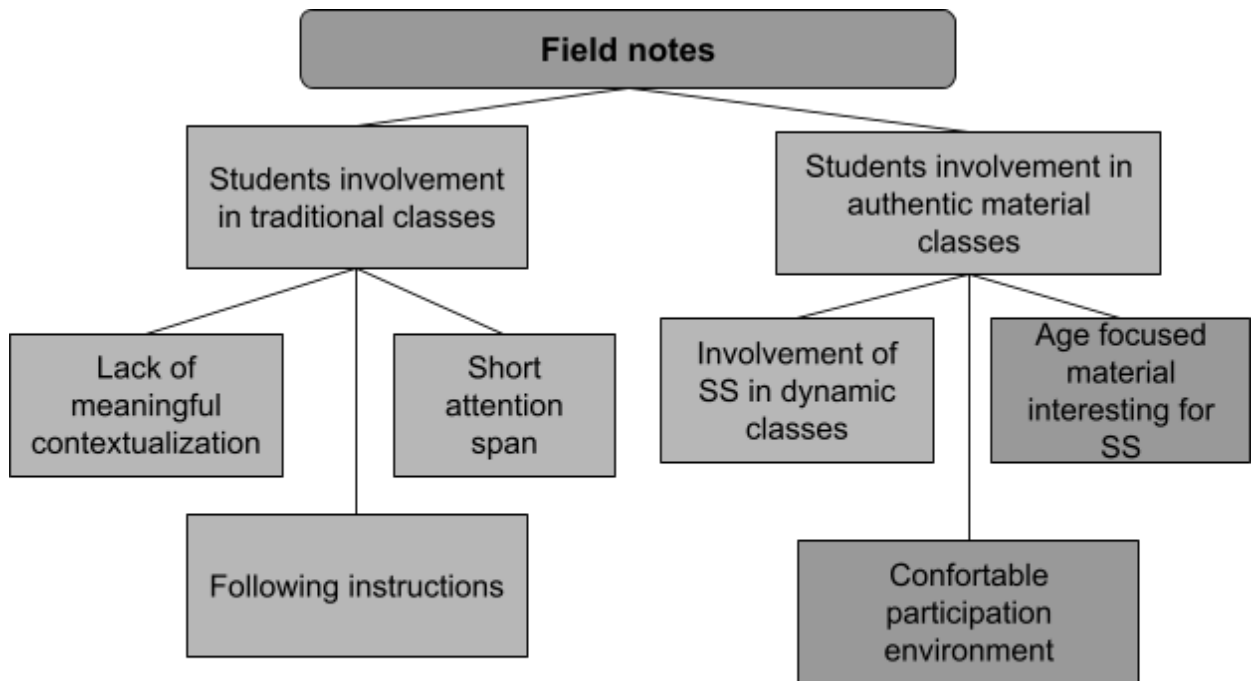 Field notes
Students involvement
in traditional classes
Students involvement in
authentic material
classes
Lack of
meaningful
contextualization
Short
attention
span
Following instructions
Involvement of
SS in dynamic
classes
Age focused
material
interesting for
SS
Confortable
participation
environment